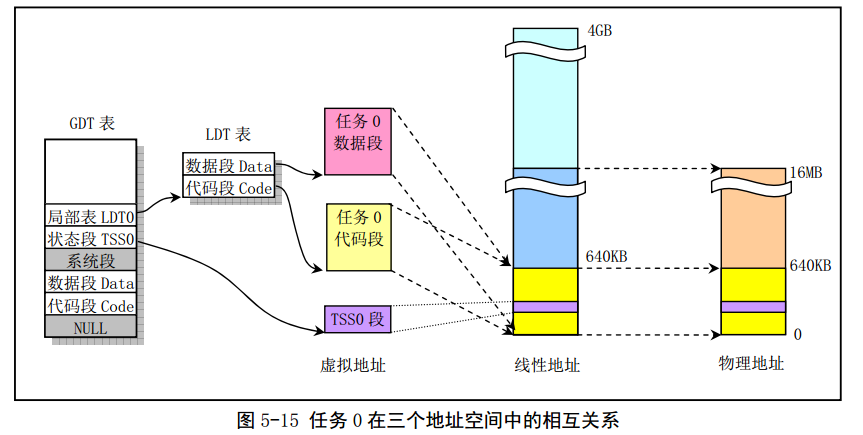 4GB
GDT 表
LDT 表
任务 0
数据段
数据段 Data
代码段 Code
16MB
局部表 LDT0
状态段 TSS0
系统段
数据段 Data
代码段 Code
NULL
任务 0
代码段
640KB
640KB
TSS0 段
0
虚拟地址
线性地址
物理地址
图 5-15 任务 0 在三个地址空间中的相互关系